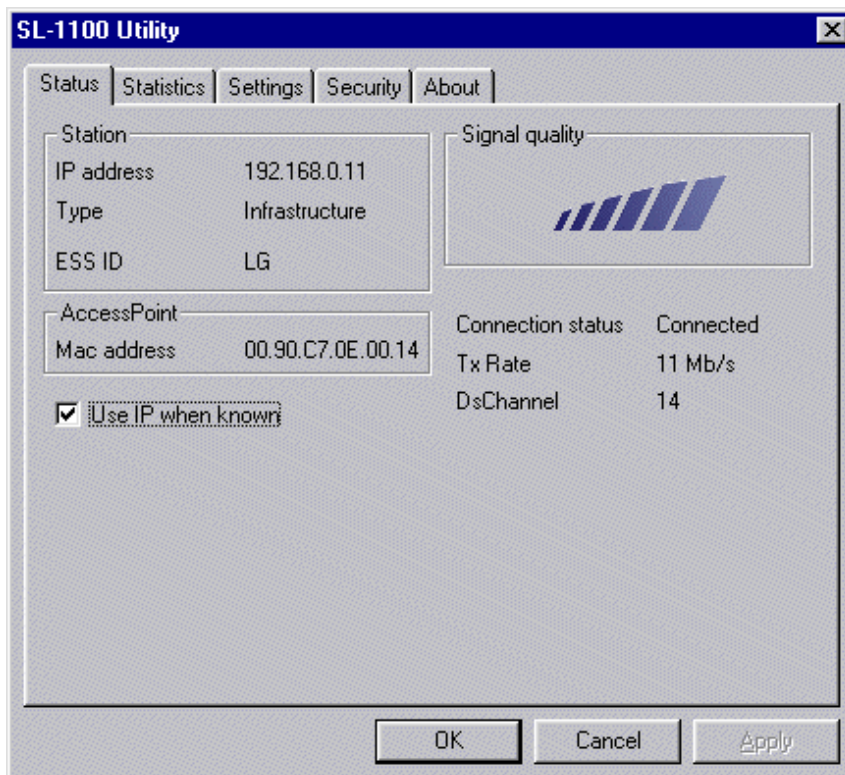 SL-1100 Utility
Status Statistics Settings Security About
Station
IP address 192.168.0.11
Type Infrastructure
ESS ID LG
Signal quality
AccessPoint
Mac address 00.90.C7.0E.00.14
Connection status Connected
Tx Rate 11 Mb/s
DsChannel 14
Use IP when known
OK Cancel Apply